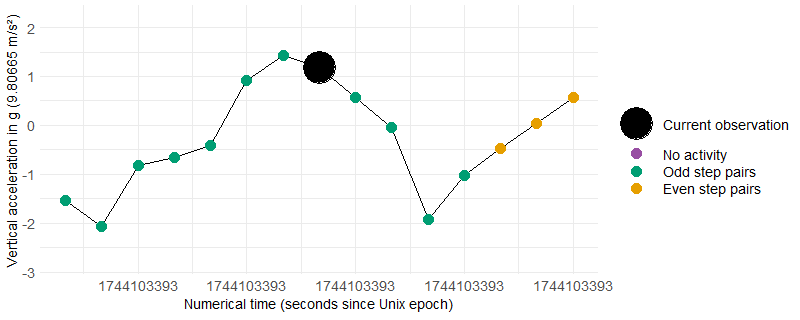 Vertical acceleration in g (9.80665 m/s²)
2
1
0
-1
-2
-3
1744103393 1744103393 1744103393 1744103393 1744103393
Numerical time (seconds since Unix epoch)
Current observation
No activity
Odd step pairs
Even step pairs